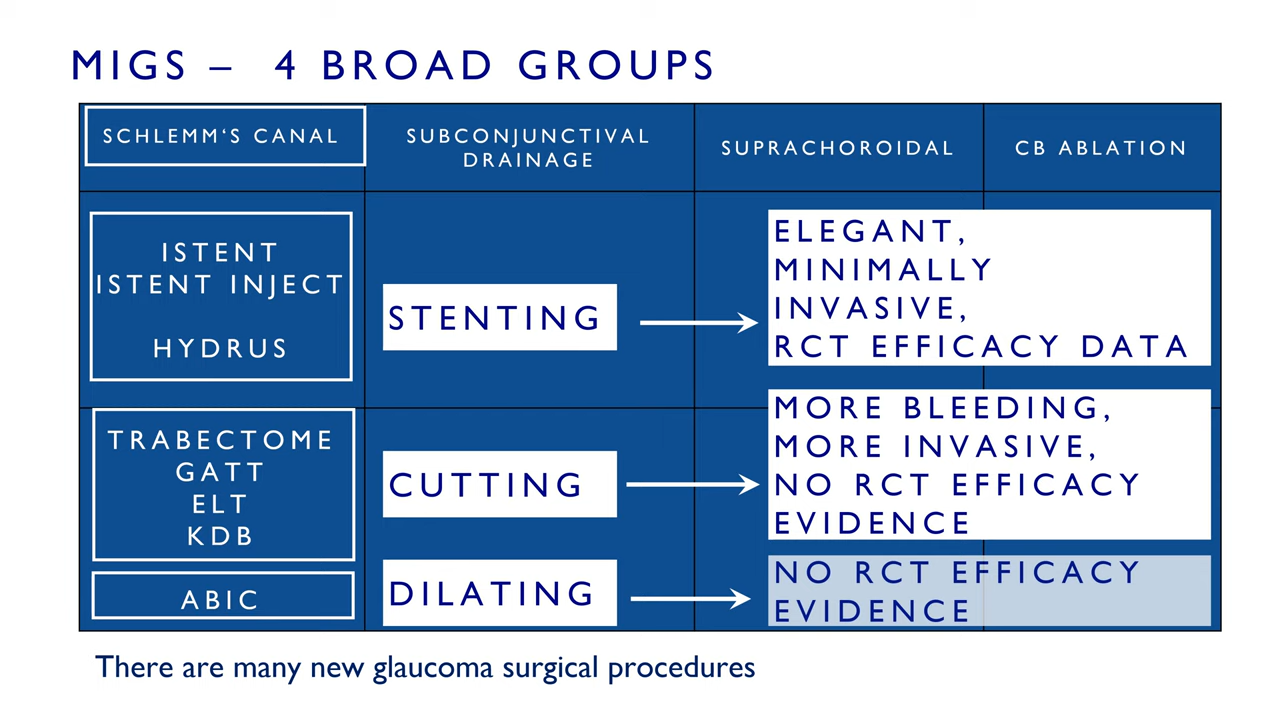 MIGS – 4 BROAD GROUPS
SCHLEMM‘S CANAL
SUBCONJUNCTIVAL
DRAINAGE
SUPRACHOROIDAL
CB ABLATION
ISTENT
ISTENT INJECT
HYDRUS
STENTING
ELEGANT,
MINIMALLY
INVASIVE,
RCT EFFICACY DATA
TRABECTOME
GATT
ELT
KDB
CUTTING
MORE BLEEDING,
MORE INVASIVE,
NO RCT EFFICACY
EVIDENCE
ABIC
DILATING
NO RCT EFFICACY
EVIDENCE
There are many new glaucoma surgical procedures